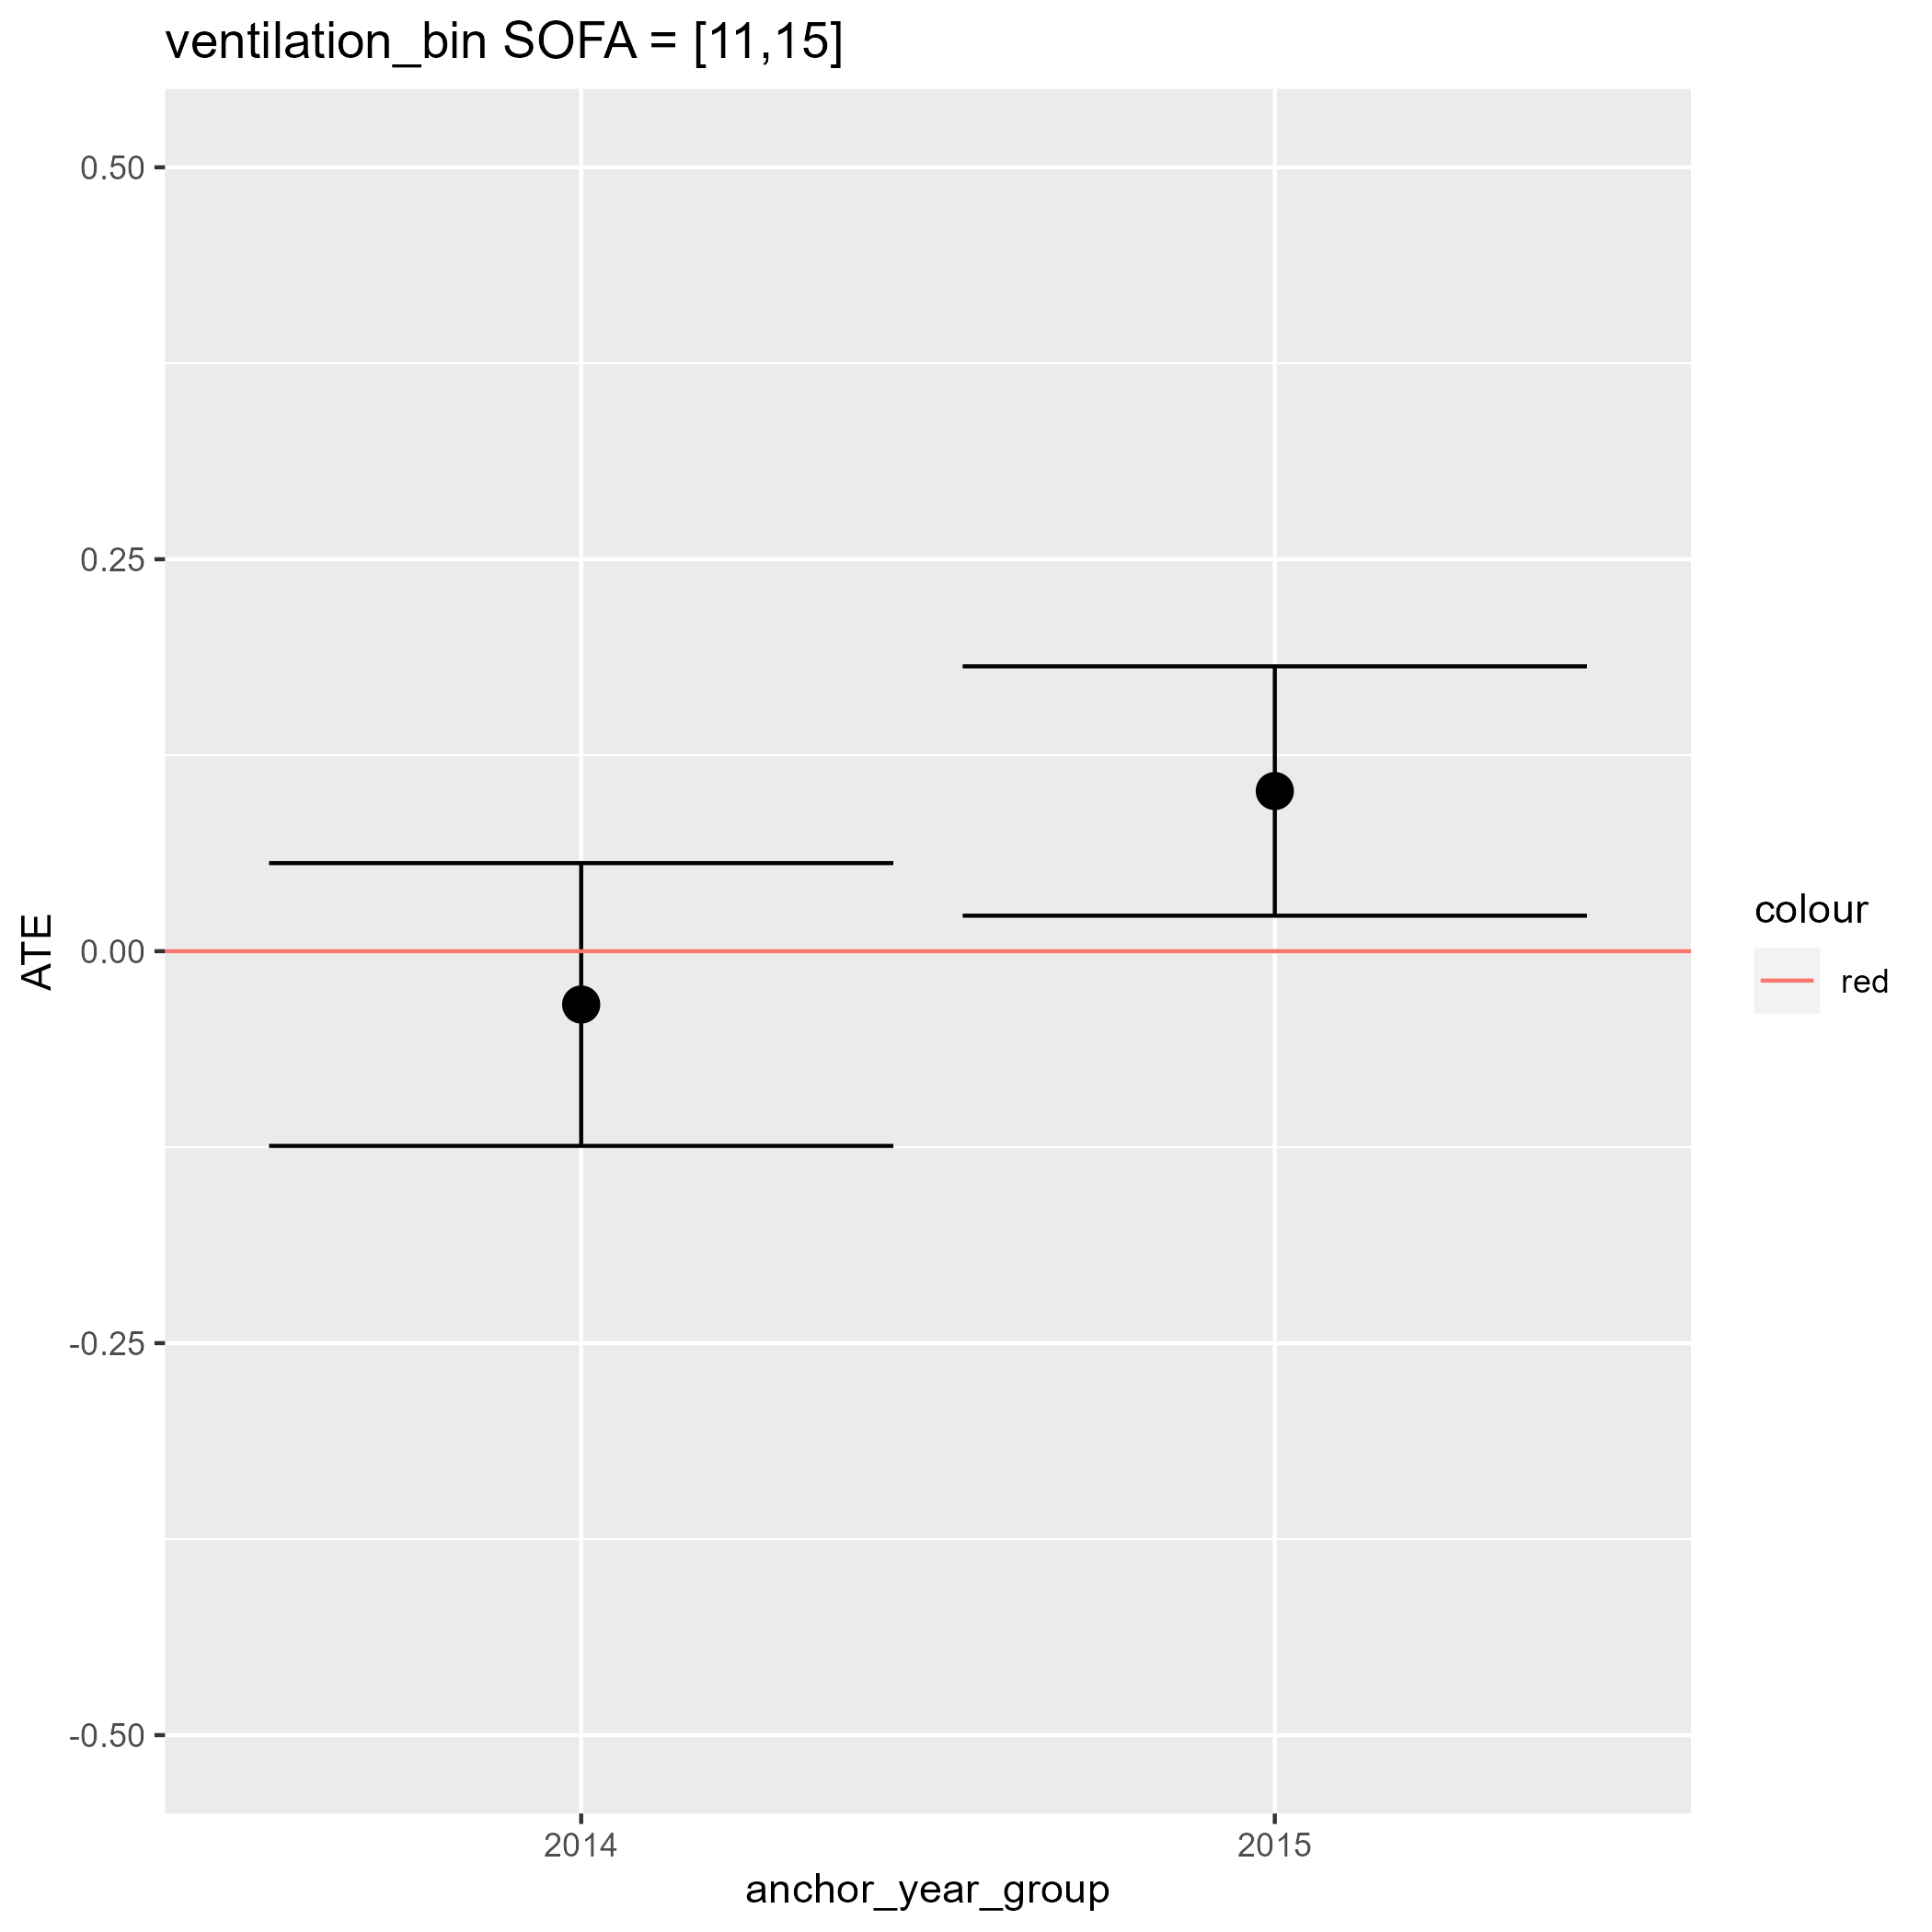 ventilation_bin SOFA = [11,15]
0.50
0.25
0.00
-0.25
-0.50
ATE
2014
2015
anchor_year_group
colour
red